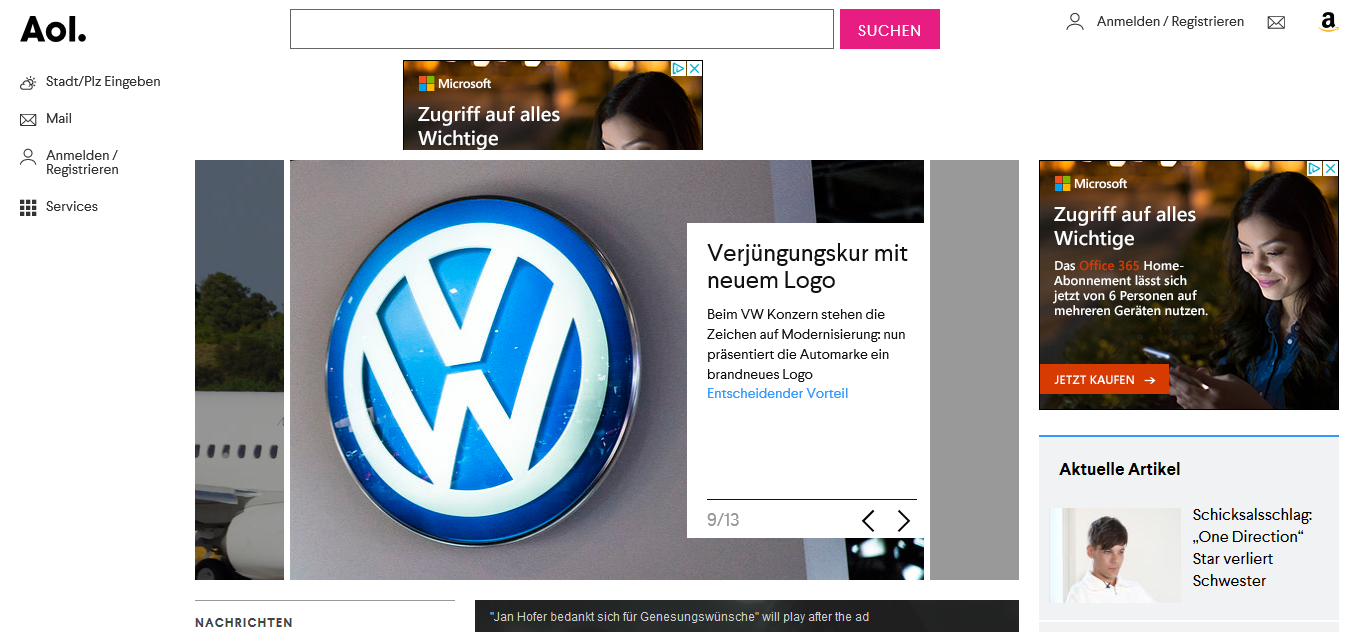 Aol.
SUCHEN
Anmelden / Registrieren
a
Stadt/Plz Eingeben
Mail
Anmelden /
Registrieren
Services
Microsoft
Zugriff auf alles
Wichtige
VW
Verjüngungskur mit
neuem Logo
Beim VW Konzern stehen die
Zeichen auf Modernisierung: nun
präsentiert die Automarke ein
brandneues Logo
Entscheidender Vorteil
9/13
Microsoft
Zugriff auf alles
Wichtige
Das Office 365 Home-
Abonnement lässt sich
jetzt von 6 Personen auf
mehreren Geräten nutzen.
JETZT KAUFEN →
Aktuelle Artikel
Schicksalsschlag:
„One Direction“
Star verliert
Schwester
NACHRICHTEN
"Jan Hofer bedankt sich für Genesungswünsche" will play after the ad